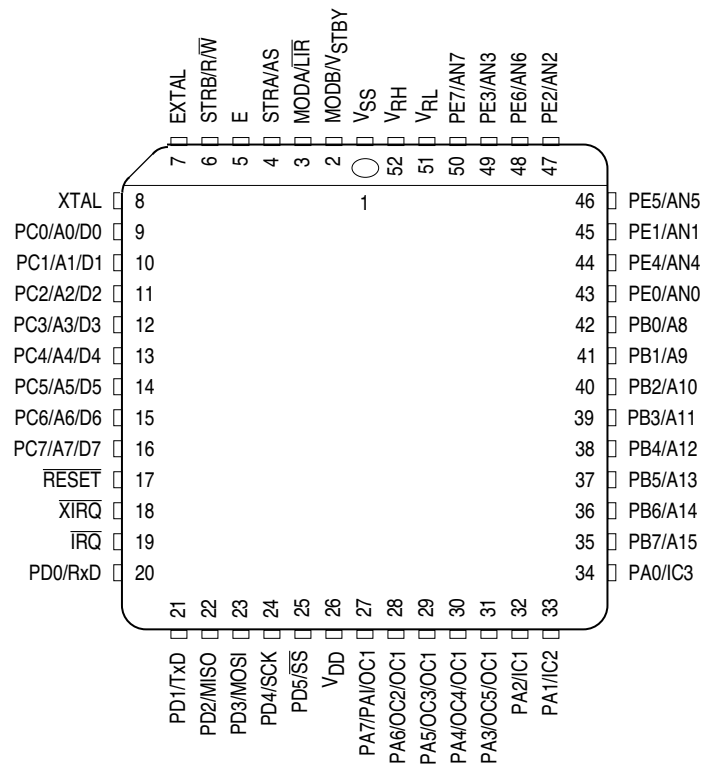 EXTAL
STRB/R/W̅
E
STRA/AS
MODA/L̅I̅R̅
MODB/VSTBY
VSS
VRH
VRL
PE7/AN7
PE3/AN3
PE6/AN6
PE2/AN2
7 6 5 4 3 2 52 51 50 49 48 47
1
XTAL 8
PC0/A0/D0 9
PC1/A1/D1 10
PC2/A2/D2 11
PC3/A3/D3 12
PC4/A4/D4 13
PC5/A5/D5 14
PC6/A6/D6 15
PC7/A7/D7 16
R̅E̅S̅E̅T̅ 17
X̅I̅R̅Q̅ 18
I̅R̅Q̅ 19
PD0/RxD 20
46 PE5/AN5
45 PE1/AN1
44 PE4/AN4
43 PE0/AN0
42 PB0/A8
41 PB1/A9
40 PB2/A10
39 PB3/A11
38 PB4/A12
37 PB5/A13
36 PB6/A14
35 PB7/A15
34 PA0/IC3
21 22 23 24 25 26 27 28 29 30 31 32 33
PD1/TxD
PD2/MISO
PD3/MOSI
PD4/SCK
PD5/S̅S̅
VDD
PA7/PAI/OC1
PA6/OC2/OC1
PA5/OC3/OC1
PA4/OC4/OC1
PA3/OC5/OC1
PA2/IC1
PA1/IC2